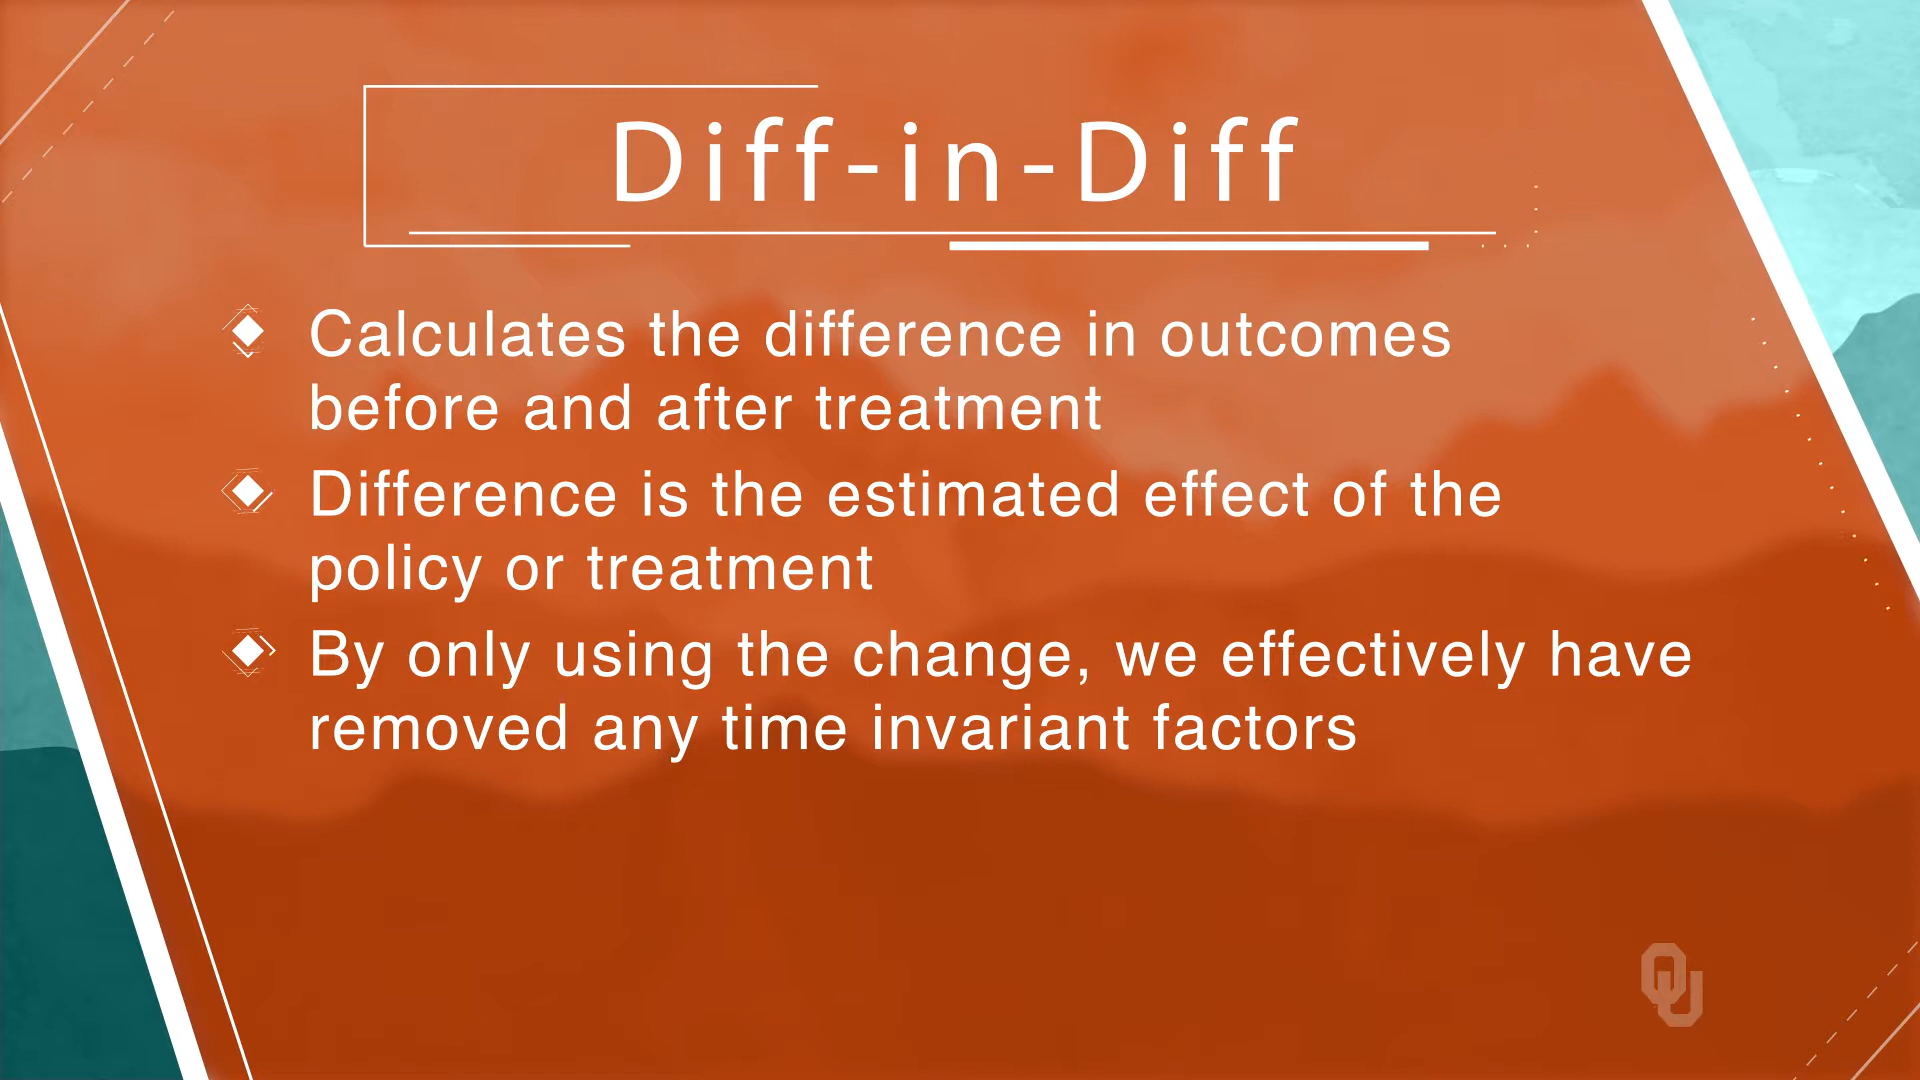 Diff-in-Diff
Calculates the difference in outcomes
before and after treatment
Difference is the estimated effect of the
policy or treatment
By only using the change, we effectively have
removed any time invariant factors
OU